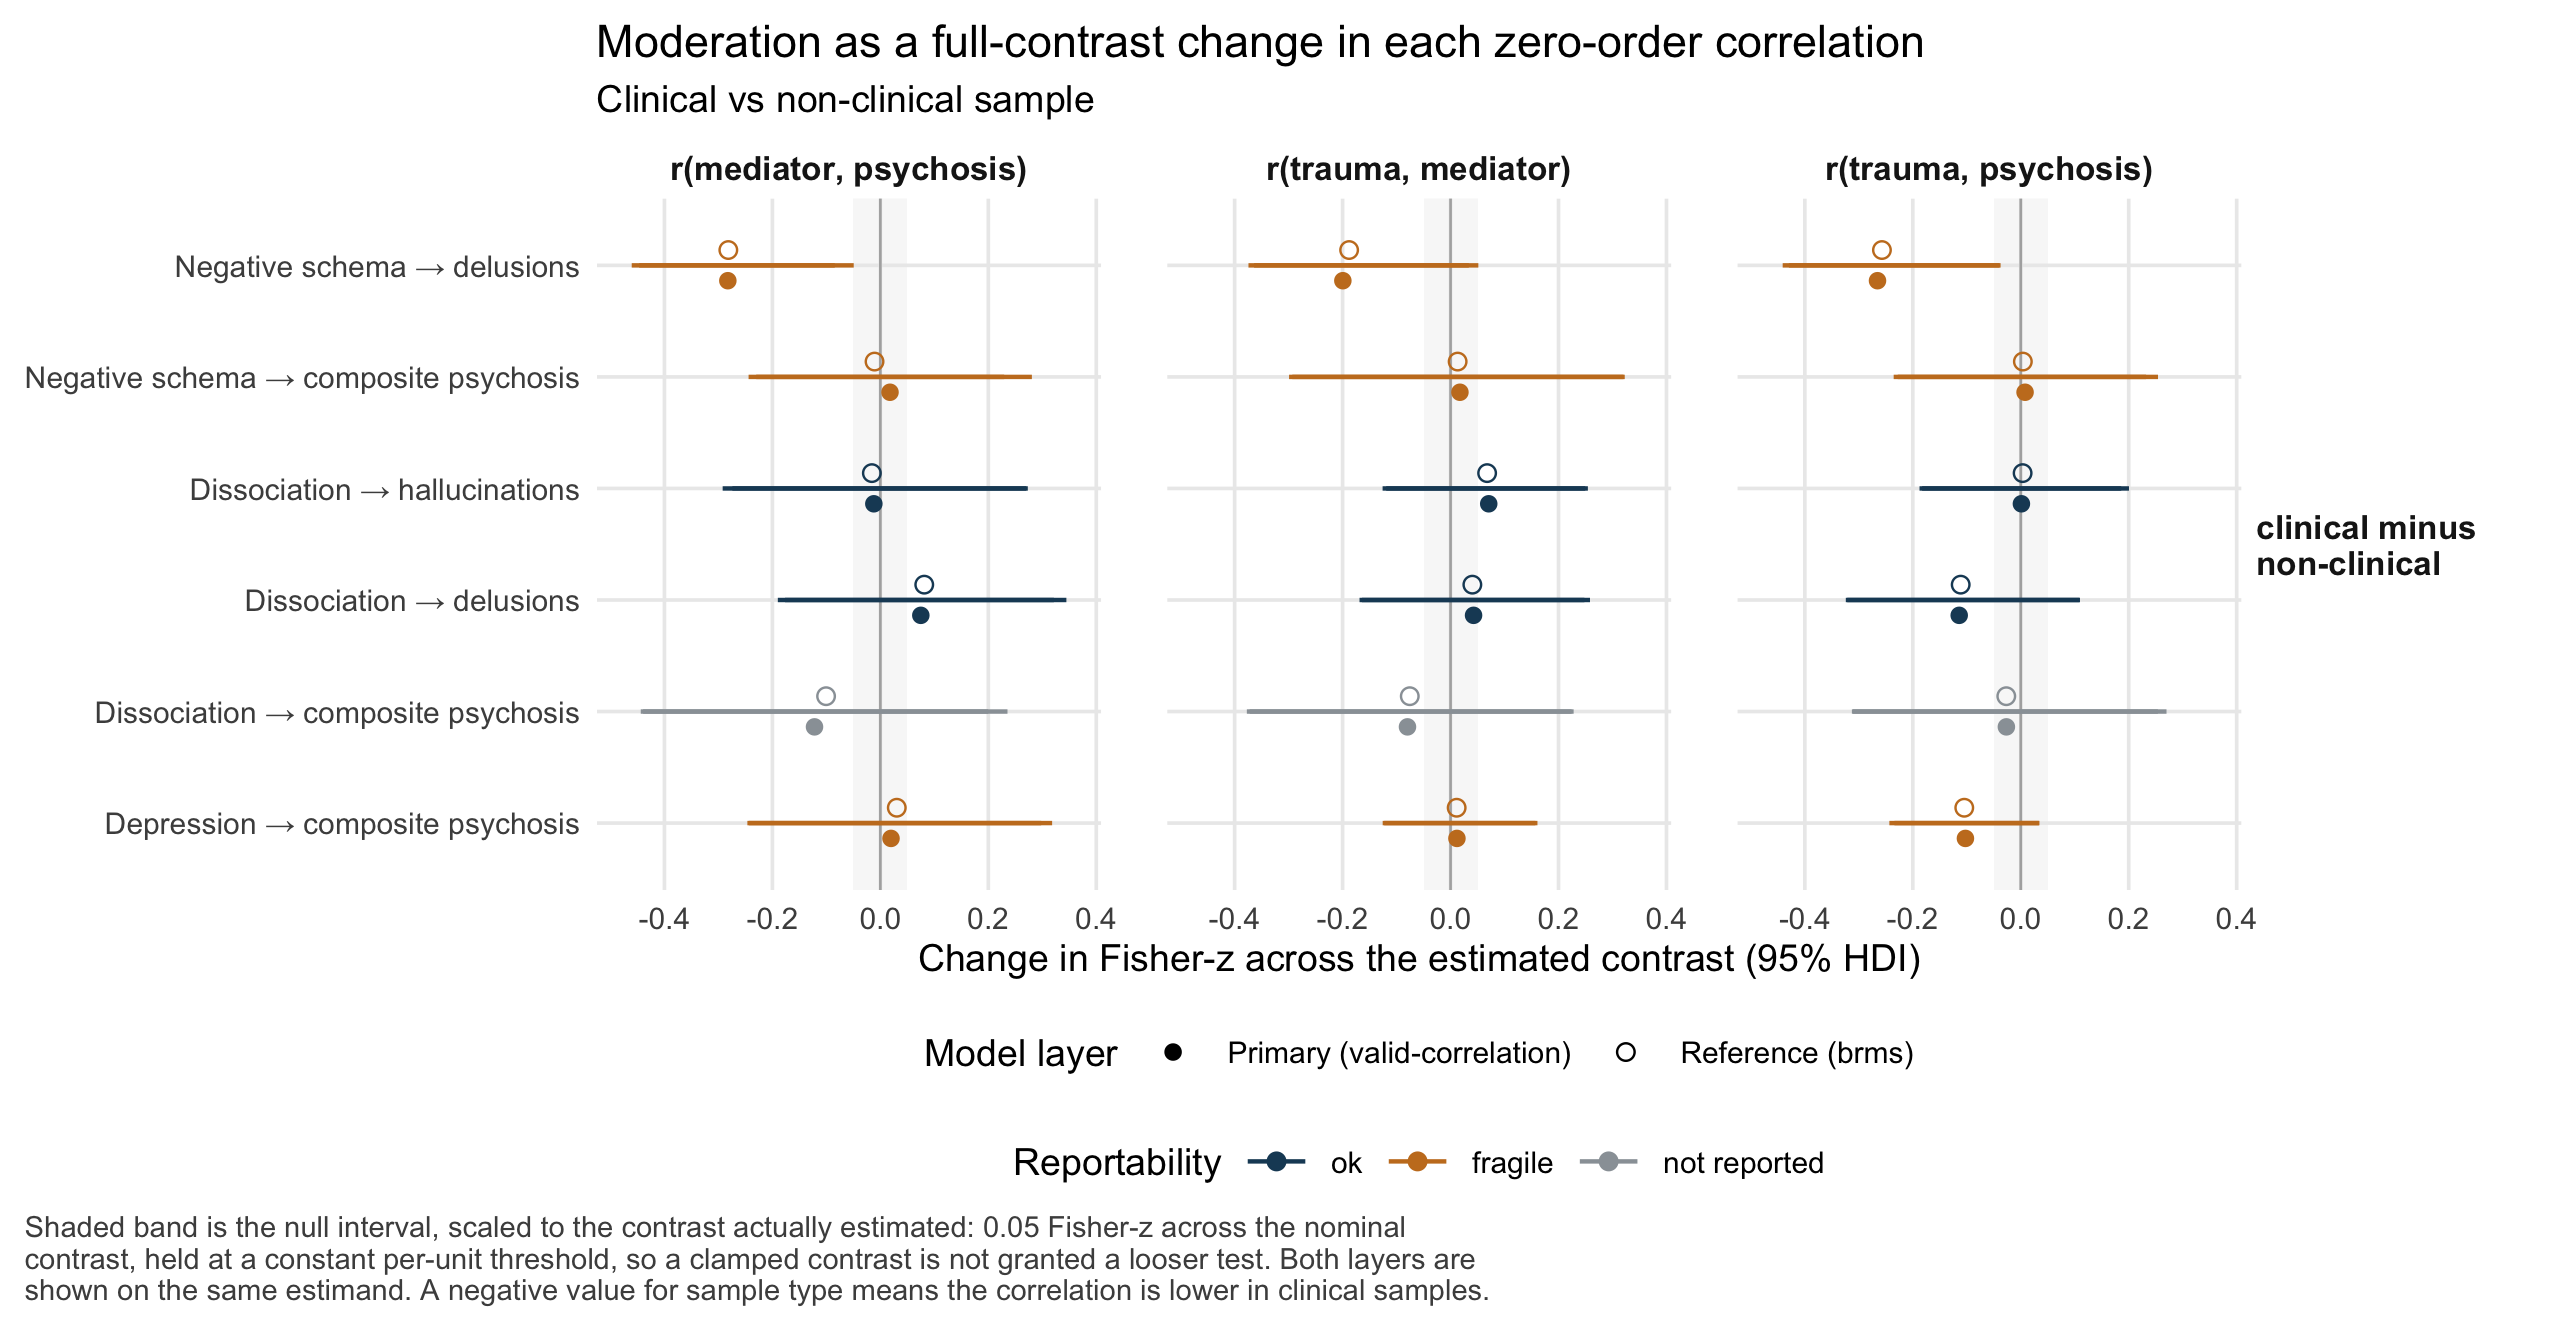 Moderation as a full-contrast change in each zero-order correlation
Clinical vs non-clinical sample
r(mediator, psychosis)
r(trauma, mediator)
r(trauma, psychosis)
Negative schema → delusions
Negative schema → composite psychosis
Dissociation → hallucinations
Dissociation → delusions
Dissociation → composite psychosis
Depression → composite psychosis
clinical minus
non-clinical
-0.4 -0.2 0.0 0.2 0.4
-0.4 -0.2 0.0 0.2 0.4
-0.4 -0.2 0.0 0.2 0.4
Change in Fisher-z across the estimated contrast (95% HDI)
Model layer Primary (valid-correlation) Reference (brms)
Reportability ok fragile not reported
Shaded band is the null interval, scaled to the contrast actually estimated: 0.05 Fisher-z across the nominal
contrast, held at a constant per-unit threshold, so a clamped contrast is not granted a looser test. Both layers are
shown on the same estimand. A negative value for sample type means the correlation is lower in clinical samples.